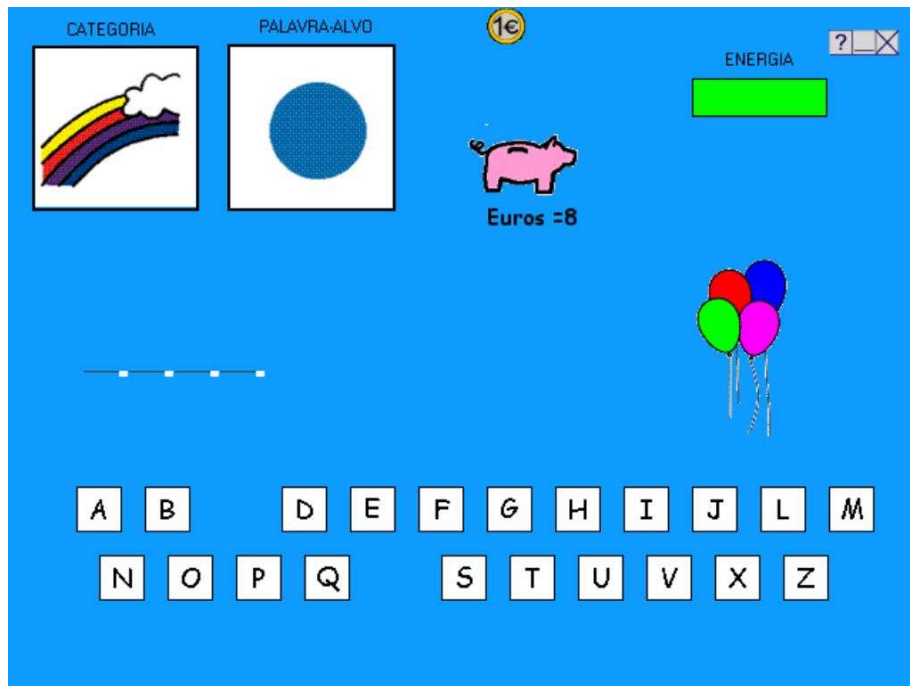 CATEGORIA
PALAVRA-ALVO
1€
ENERGIA
?
Euros =8
A B D E F G H I J L M
N O P Q S T U V X Z